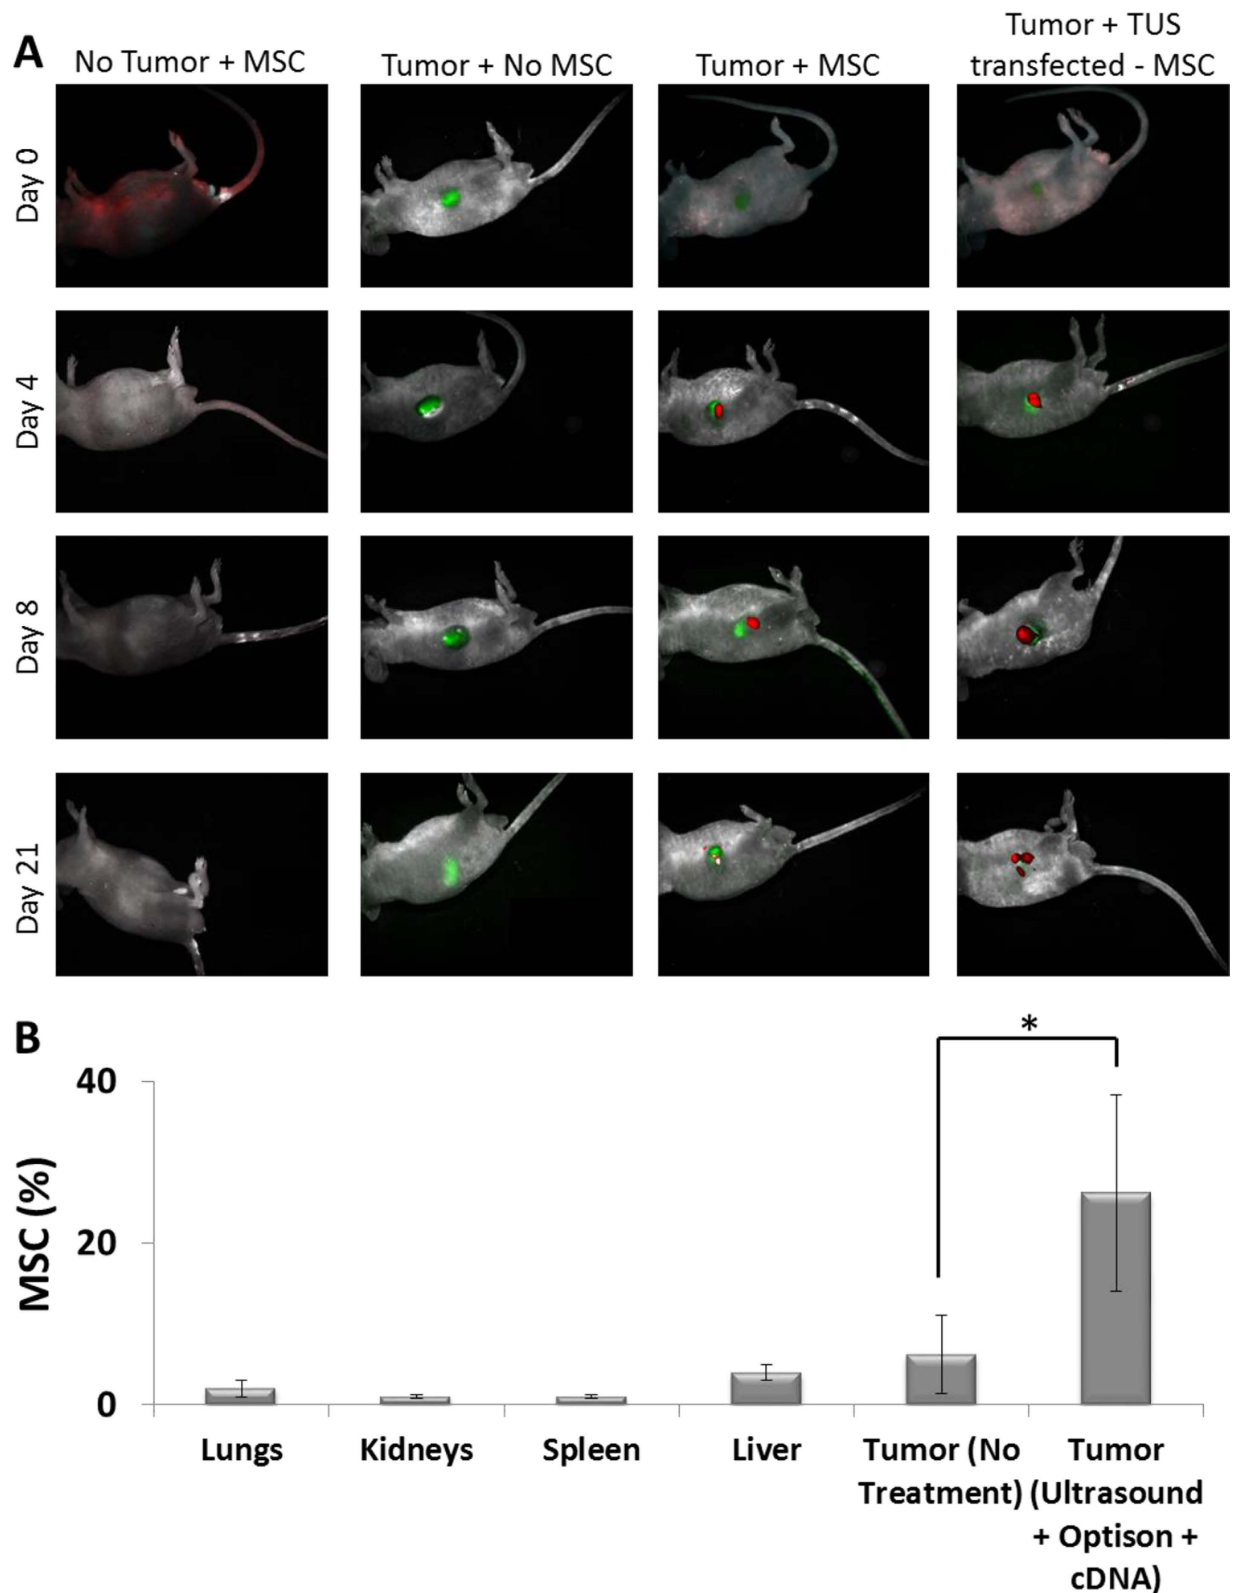 A
No Tumor + MSC
Tumor + No MSC
Tumor + MSC
Tumor + TUS
transfected - MSC
Day 0
Day 4
Day 8
Day 21
B
*
MSC (%)
40
20
0
Lungs
Kidneys
Spleen
Liver
Tumor (No
Treatment)
Tumor
(Ultrasound
+ Optison +
cDNA)